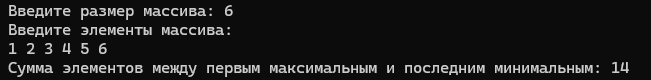 Введите размер массива: 6
Введите элементы массива:
1 2 3 4 5 6
Сумма элементов между первым максимальным и последним минимальным: 14